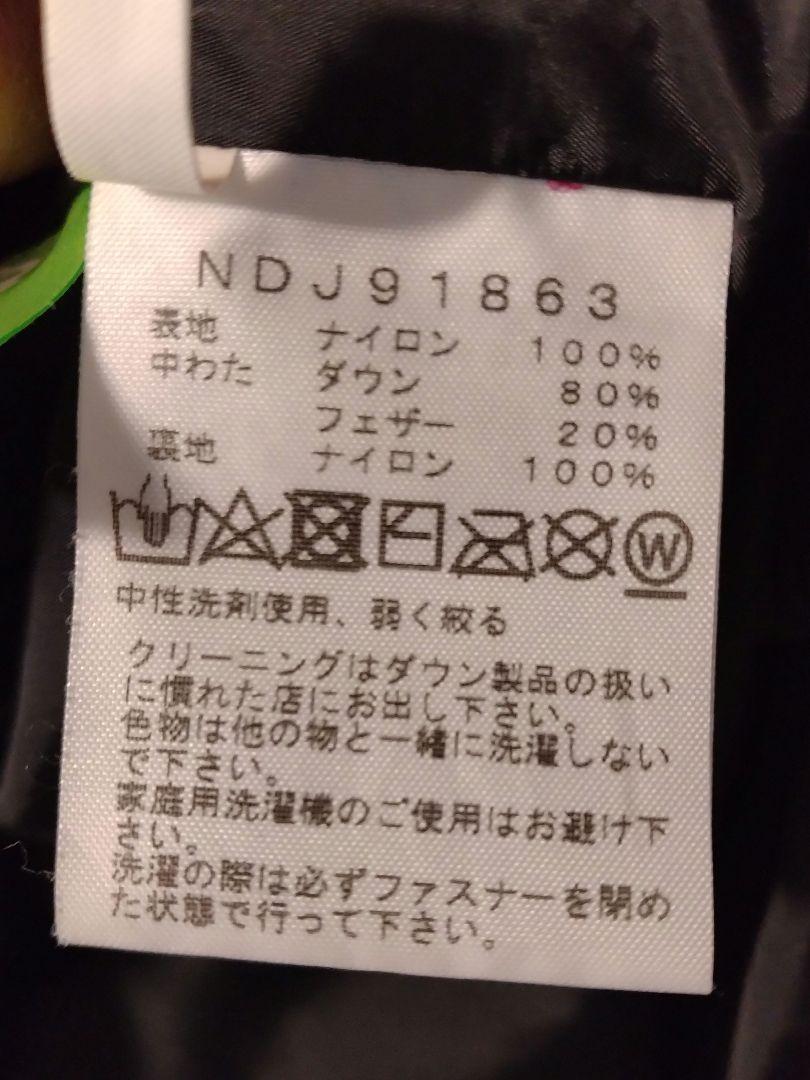 NDJ91863
表地 ナイロン 100%
中わた ダウン 80%
フェザー 20%
裏地 ナイロン 100%
W
中性洗剤使用、弱く絞る
クリーニングはダウン製品の扱い
に慣れた店にお出し下さい。
色物は他の物と一緒に洗濯しない
で下さい。
家庭用洗濯機のご使用はお避け下
さい。
洗濯の際は必ずファスナーを閉め
た状態で行って下さい。